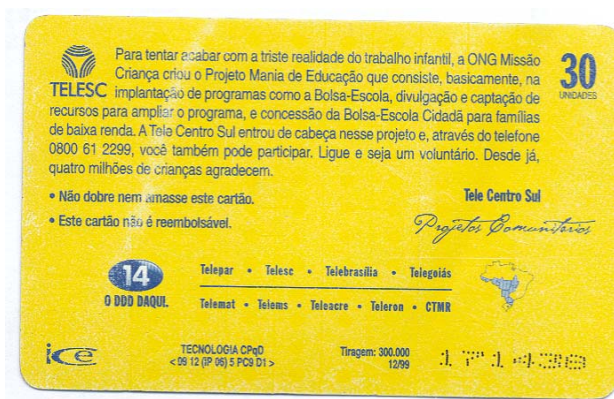 TELESC
Para tentar acabar com a triste realidade do trabalho infantil, a ONG Missão
Criança criou o Projeto Mania de Educação que consiste, basicamente, na
implantação de programas como a Bolsa-Escola, divulgação e captação de
recursos para ampliar o programa, e concessão da Bolsa-Escola Cidadã para famílias
de baixa renda. A Tele Centro Sul entrou de cabeça nesse projeto e, através do telefone
0800 61 2299, você também pode participar. Ligue e seja um voluntário. Desde já,
quatro milhões de crianças agradecem.
30
UNIDADES
• Não dobre nem amasse este cartão.
• Este cartão não é reembolsável.
Tele Centro Sul
Projetos Comunitários
14
O DDD DAQUI.
Telepar • Telesc • Telebrasília • Telegoiás
Telemat • Telems • Teleacre • Teleron • CTMR
ice
TECNOLOGIA CPqD
< 09 12 (IP 06) 5 PC9 D1 >
Tiragem: 300.000
12/99